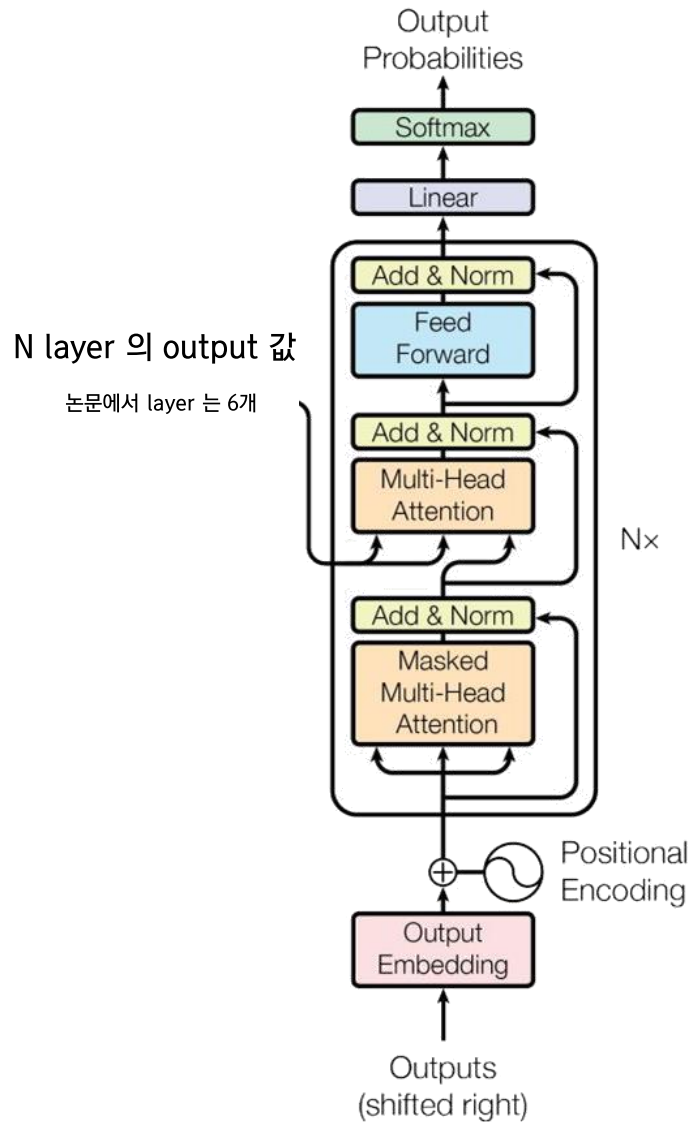 Output
Probabilities
Softmax
Linear
Add & Norm
Feed
Forward
N layer 의 output 값
논문에서 layer 는 6개
Add & Norm
Multi-Head
Attention
N×
Add & Norm
Masked
Multi-Head
Attention
Positional
Encoding
Output
Embedding
Outputs
(shifted right)